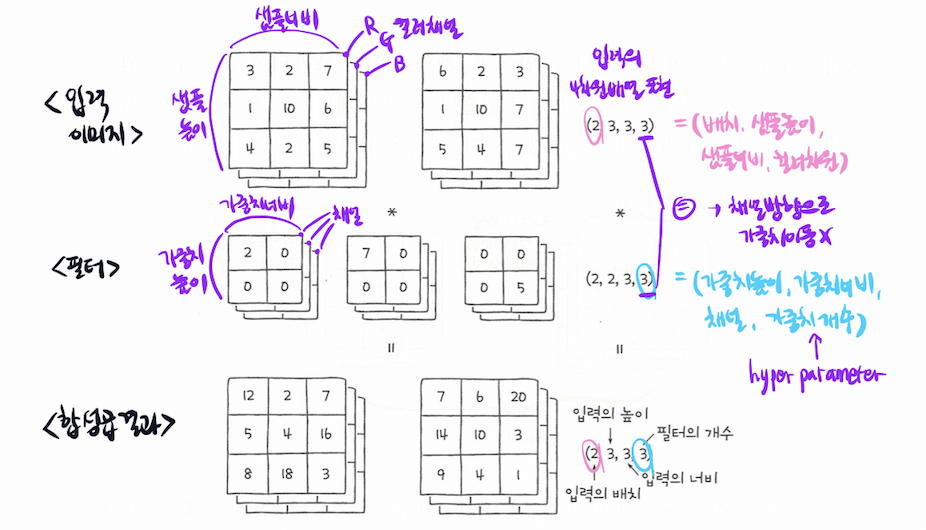 샘플너비
R
G 컬러채널
B
<입력
이미지>
샘플
높이
3 2 7
1 10 6
4 2 5
6 2 3
1 10 7
5 4 7
입력의
4차원배열 표현
(2, 3, 3, 3)
= (배치, 샘플높이,
샘플너비, 컬러차원)
*
*
= → 채널방향으로
가중치이동 X
<필터>
가중치너비
채널
가중치
높이
2 0
0 0
7 0
0 0
0 0
0 5
(2, 2, 3, 3)
= (가중치높이, 가중치너비,
채널, 가중치개수)
hyper parameter
=
=
<합성곱결과>
12 2 7
5 4 16
8 18 3
7 6 20
14 10 3
9 4 1
입력의 높이
필터의 개수
(2, 3, 3, 3)
입력의 너비
입력의 배치